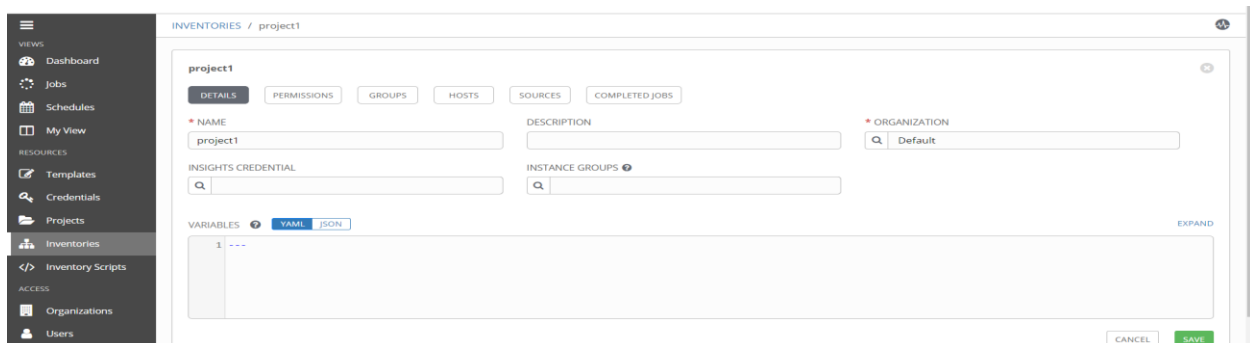 INVENTORIES / project1
VIEWS
Dashboard
Jobs
Schedules
My View
RESOURCES
Templates
Credentials
Projects
Inventories
Inventory Scripts
ACCESS
Organizations
Users
project1
DETAILS PERMISSIONS GROUPS HOSTS SOURCES COMPLETED JOBS
* NAME DESCRIPTION * ORGANIZATION
project1 Default
INSIGHTS CREDENTIAL INSTANCE GROUPS ?
VARIABLES ? YAML JSON EXPAND
1 ---
CANCEL SAVE